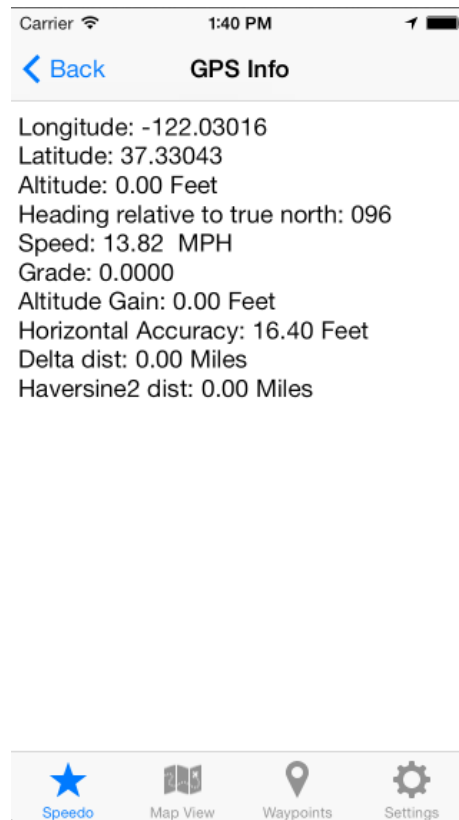 Carrier 1:40 PM
Back GPS Info
Longitude: -122.03016
Latitude: 37.33043
Altitude: 0.00 Feet
Heading relative to true north: 096
Speed: 13.82  MPH
Grade: 0.0000
Altitude Gain: 0.00 Feet
Horizontal Accuracy: 16.40 Feet
Delta dist: 0.00 Miles
Haversine2 dist: 0.00 Miles
Speedo Map View Waypoints Settings